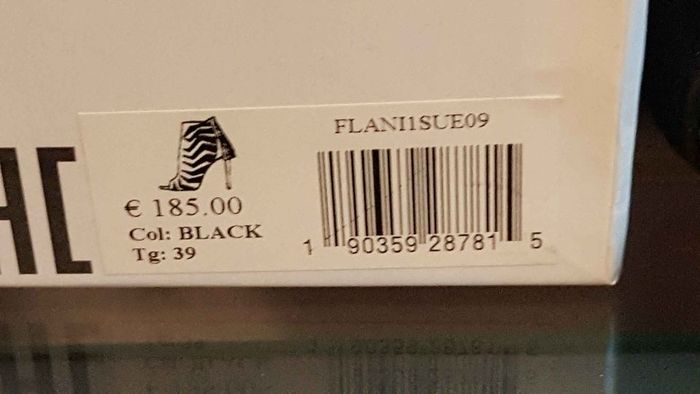 FLANI1SUE09
€ 185.00
Col: BLACK
Tg: 39
1 90359 28781 5